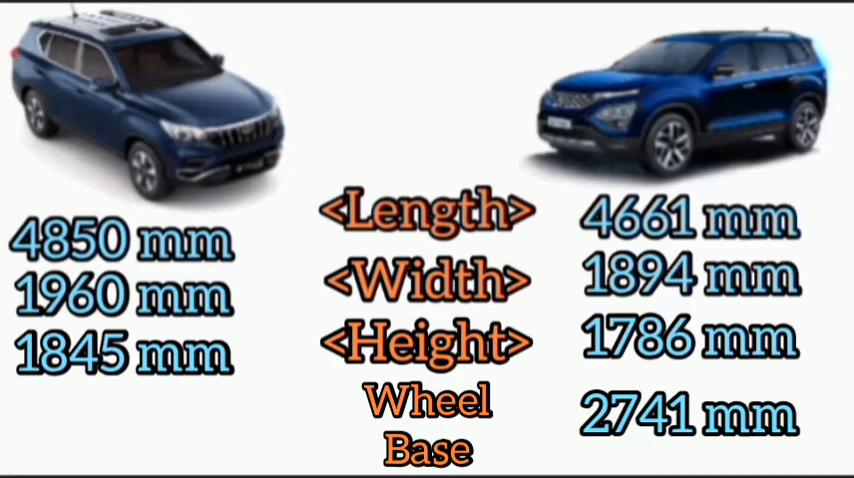 4850 mm <Length> 4661 mm
1960 mm <Width> 1894 mm
1845 mm <Height> 1786 mm
Wheel
Base 2741 mm